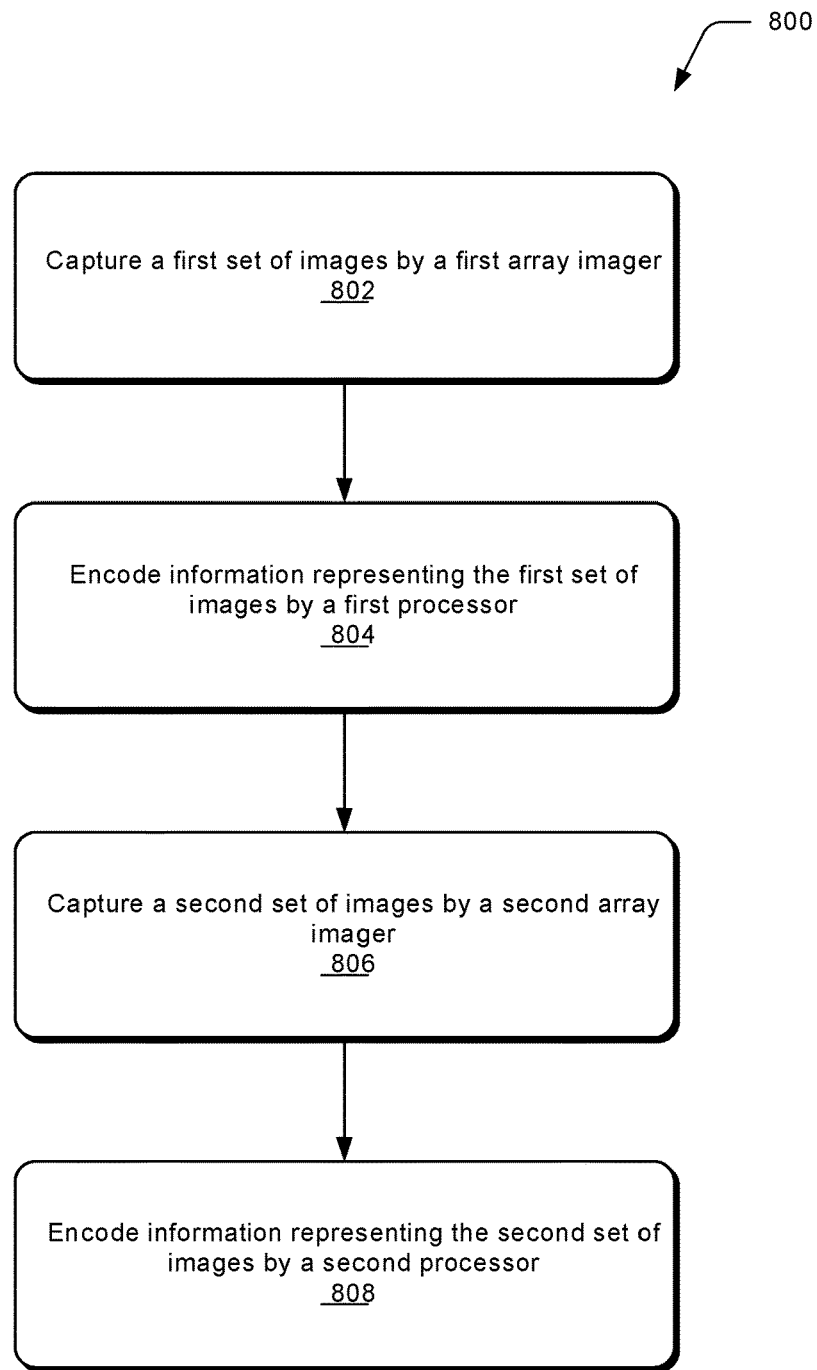 800
Capture a first set of images by a first array imager
802
Encode information representing the first set of
images by a first processor
804
Capture a second set of images by a second array
imager
806
Encode information representing the second set of
images by a second processor
808